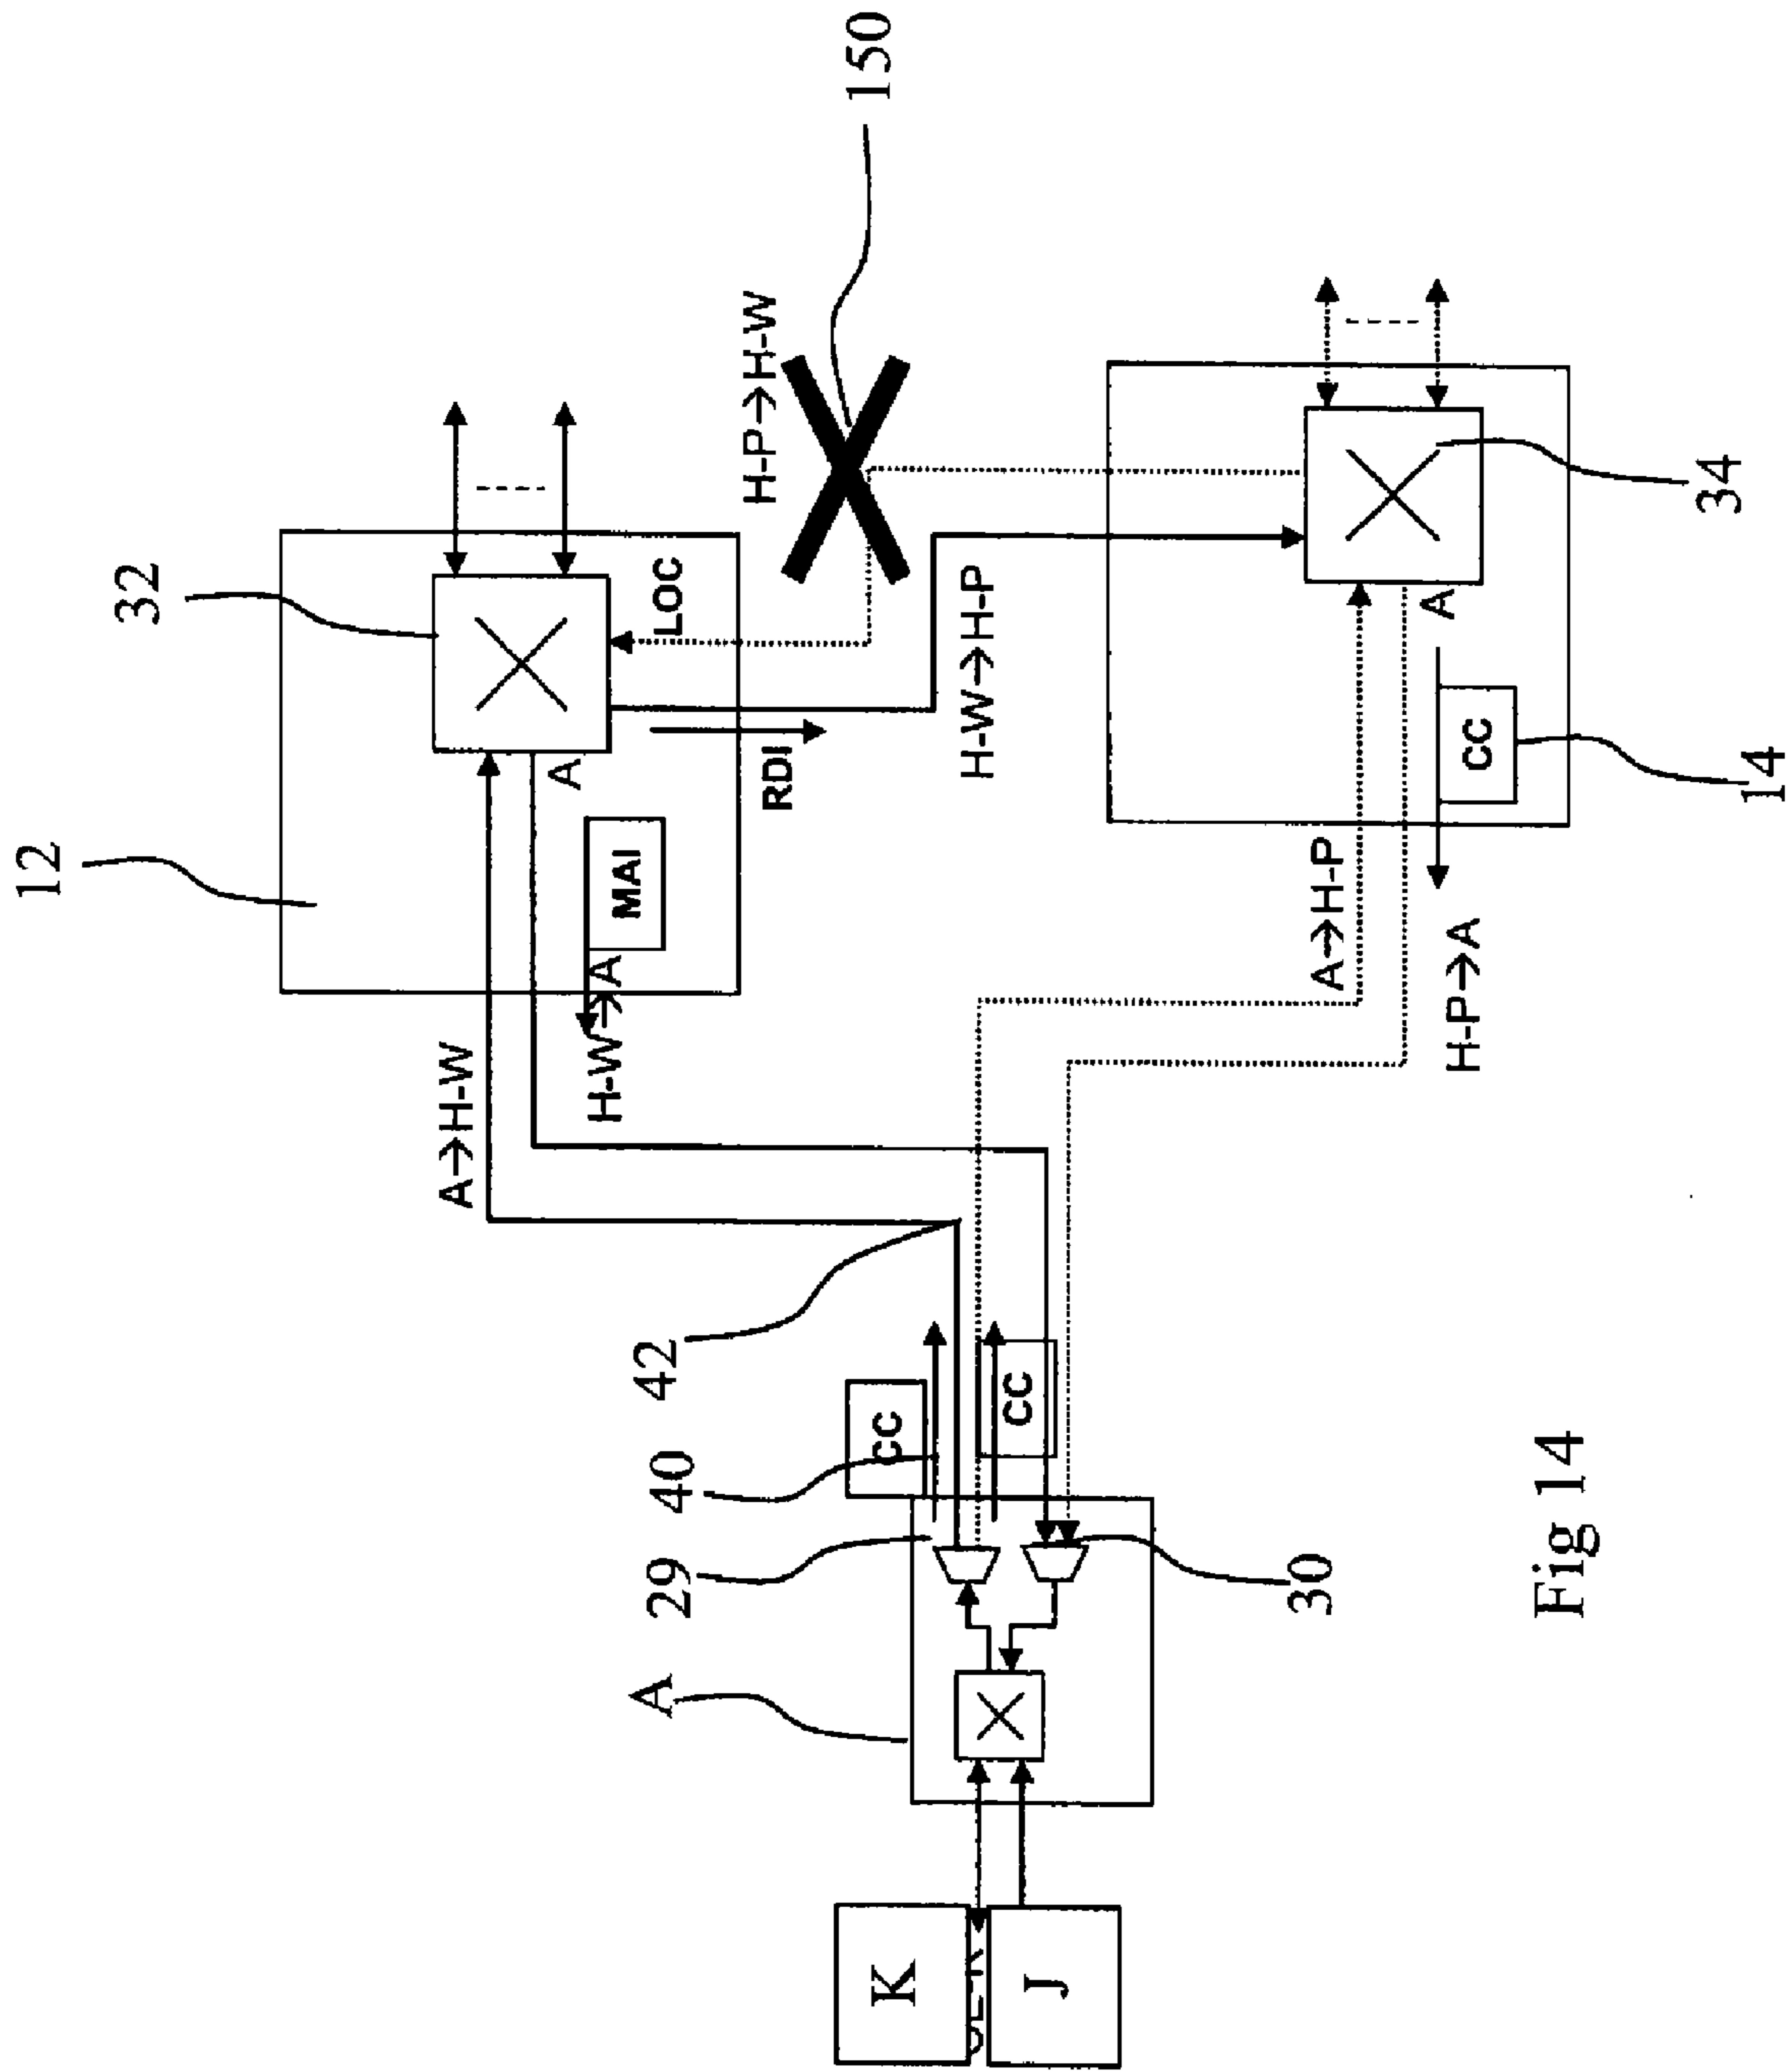 12
32
A→H-W
A
LOC
MAI
H-W→A
RDI
H-P→H-W
150
H-W→H-P
42
40
29
A
CC
CC
30
K
J
A→H-P
A
H-P→A
CC
14
34
Fig 14